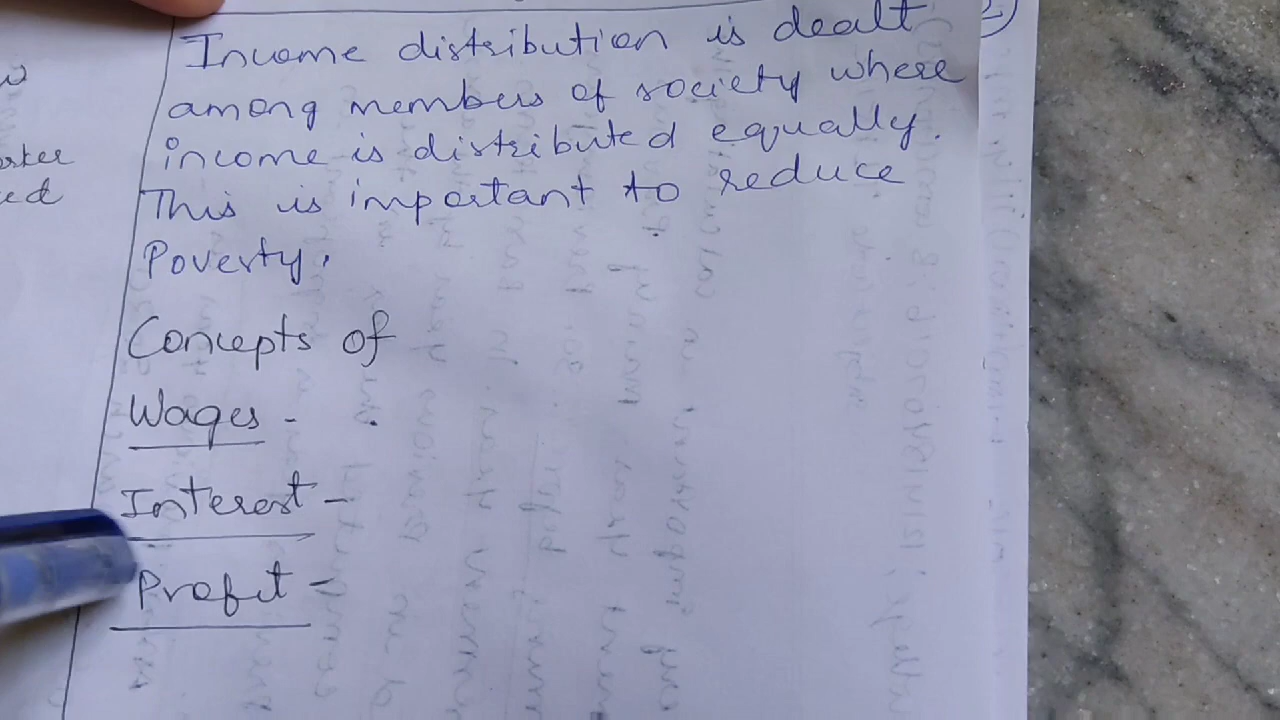 Income distribution is dealt
among members of society where
income is distributed equally.
This is important to reduce
Poverty.
Concepts of
Wages -
Interest -
Profit -